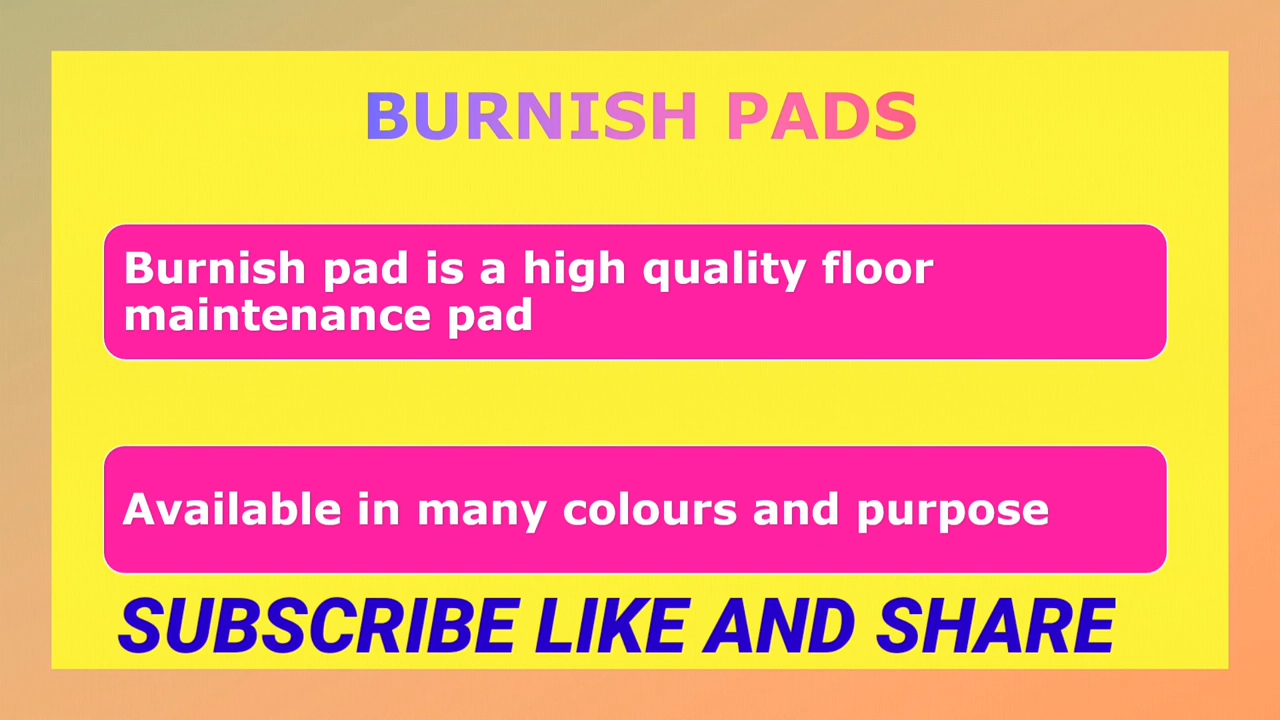 BURNISH PADS
Burnish pad is a high quality floor
maintenance pad
Available in many colours and purpose
SUBSCRIBE LIKE AND SHARE